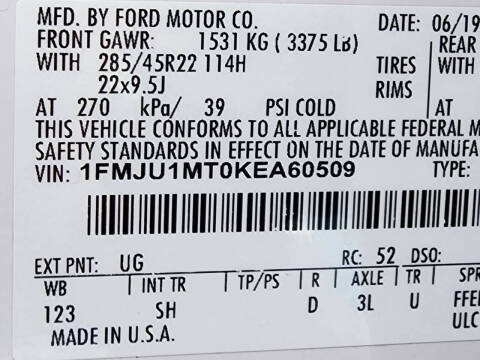 MFD. BY FORD MOTOR CO. DATE: 06/19
FRONT GAWR: 1531 KG ( 3375 LB) REAR
WITH 285/45R22 114H TIRES WITH
22x9.5J RIMS
AT 270 kPa/ 39 PSI COLD AT
THIS VEHICLE CONFORMS TO ALL APPLICABLE FEDERAL M
SAFETY STANDARDS IN EFFECT ON THE DATE OF MANUFA
VIN: 1FMJU1MT0KEA60509 TYPE:
EXT PNT: UG RC: 52 DSO:
WB INT TR TP/PS R AXLE TR SPR
123 SH D 3L U FFE
MADE IN U.S.A. ULC